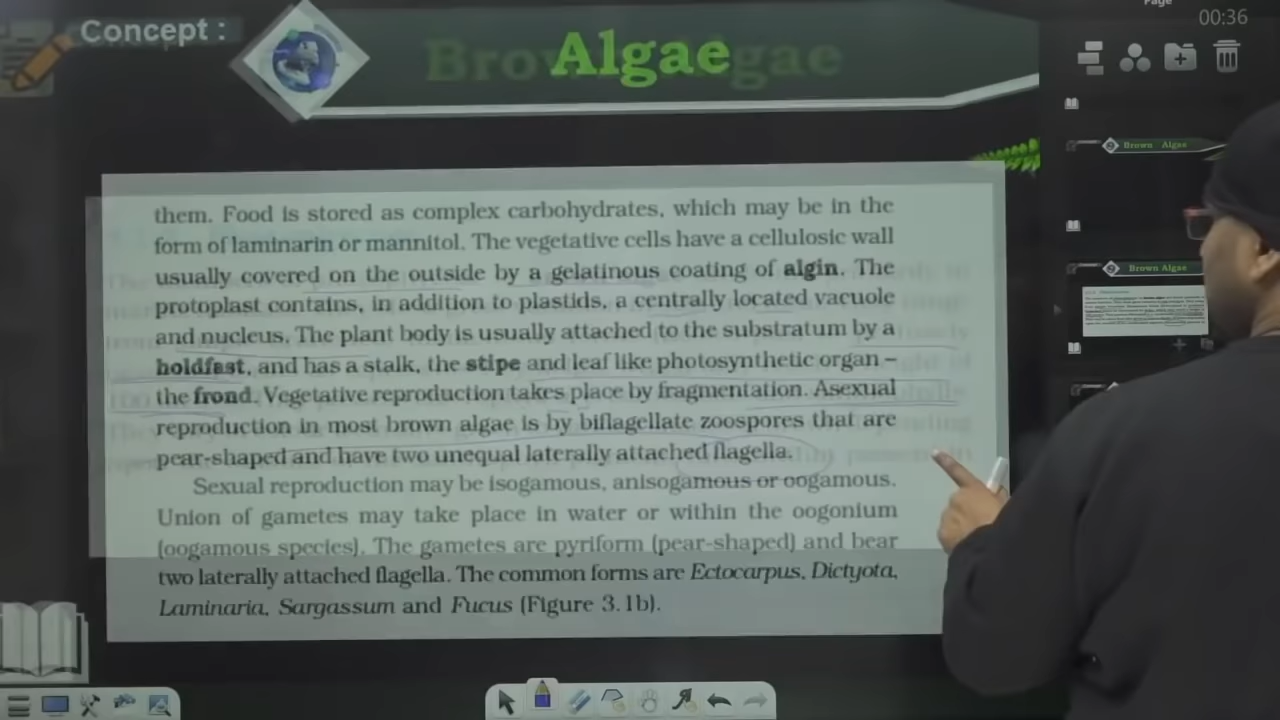 Page
00:36
Concept :
Brown Algae
Algae
Brown Algae
Brown Algae
them. Food is stored as complex carbohydrates, which may be in the
form of laminarin or mannitol. The vegetative cells have a cellulosic wall
usually covered on the outside by a gelatinous coating of algin. The
protoplast contains, in addition to plastids, a centrally located vacuole
and nucleus. The plant body is usually attached to the substratum by a
holdfast, and has a stalk, the stipe and leaf like photosynthetic organ –
the frond. Vegetative reproduction takes place by fragmentation. Asexual
reproduction in most brown algae is by biflagellate zoospores that are
pear-shaped and have two unequal laterally attached flagella.
Sexual reproduction may be isogamous, anisogamous or oogamous.
Union of gametes may take place in water or within the oogonium
(oogamous species). The gametes are pyriform (pear-shaped) and bear
two laterally attached flagella. The common forms are Ectocarpus, Dictyota,
Laminaria, Sargassum and Fucus (Figure 3.1b).